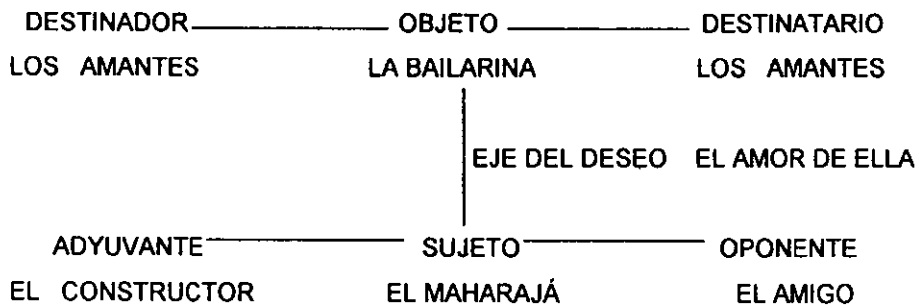 DESTINADOR OBJETO DESTINATARIO
LOS AMANTES LA BAILARINA LOS AMANTES
EJE DEL DESEO EL AMOR DE ELLA
ADYUVANTE SUJETO OPONENTE
EL CONSTRUCTOR EL MAHARAJÁ EL AMIGO